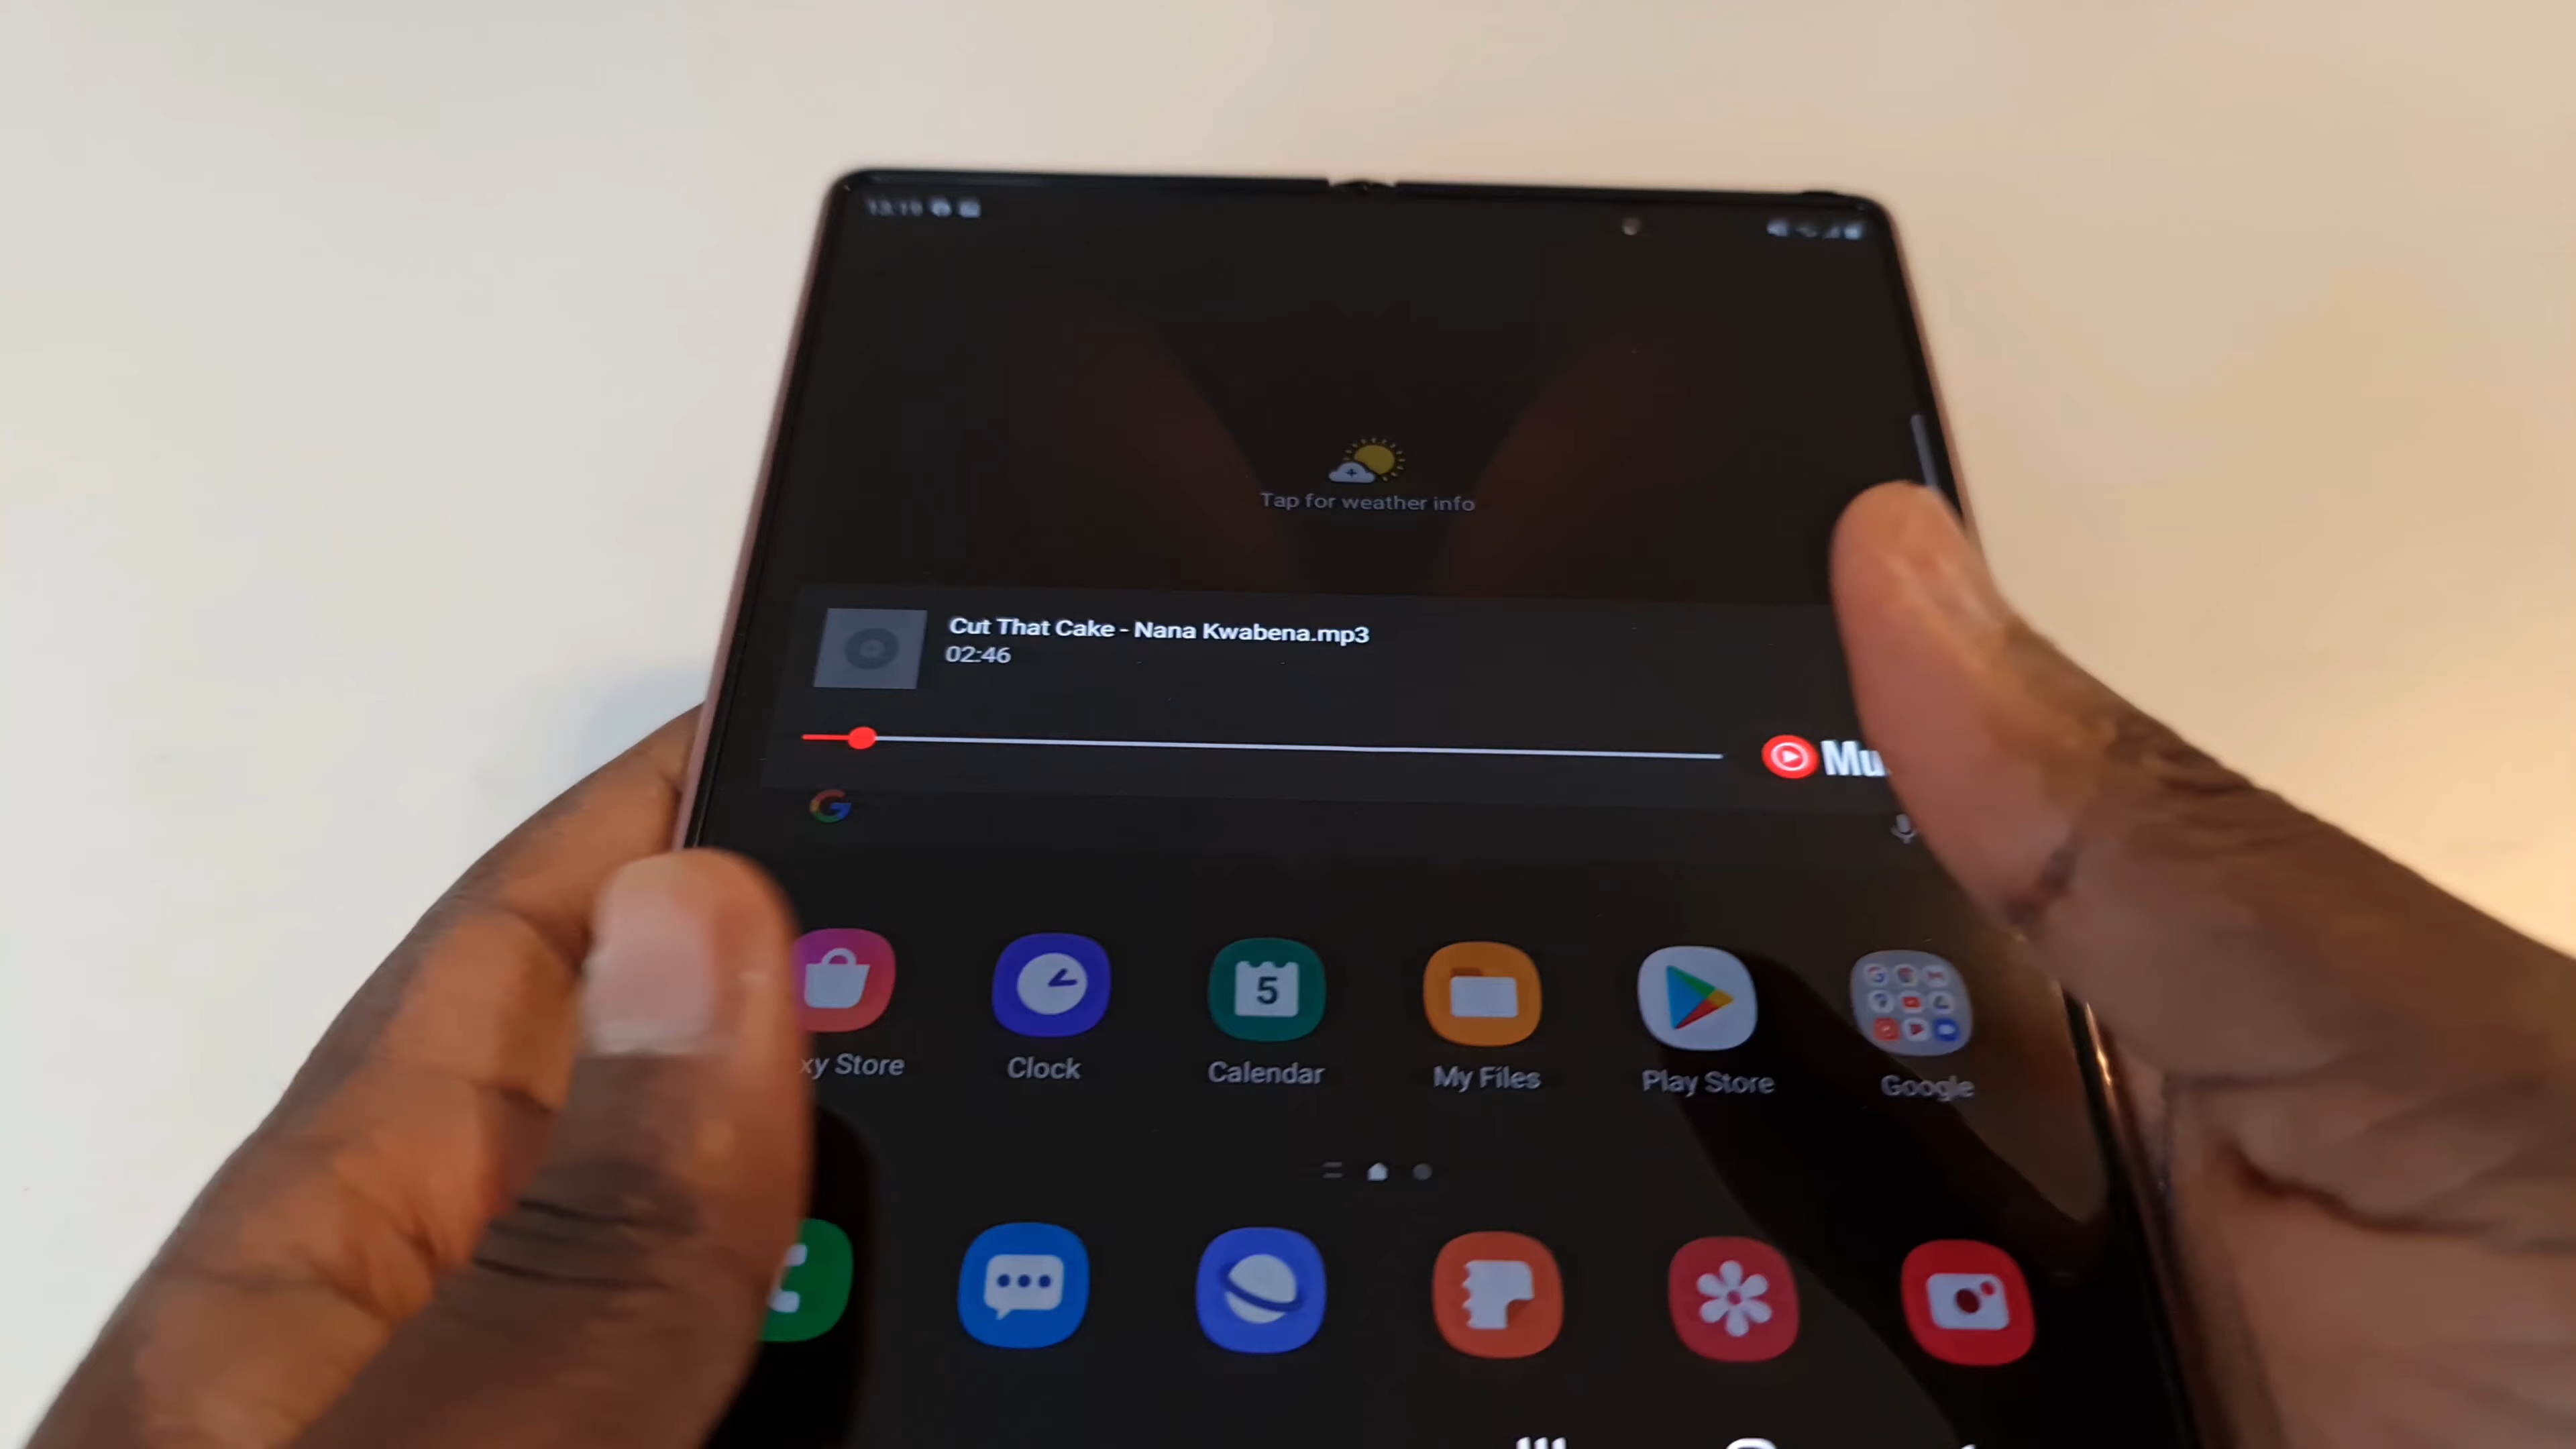 Tap for weather info
Cut That Cake - Nana Kwabena.mp3
02:46
xy Store
Clock
5
Calendar
My Files
Play Store
Google